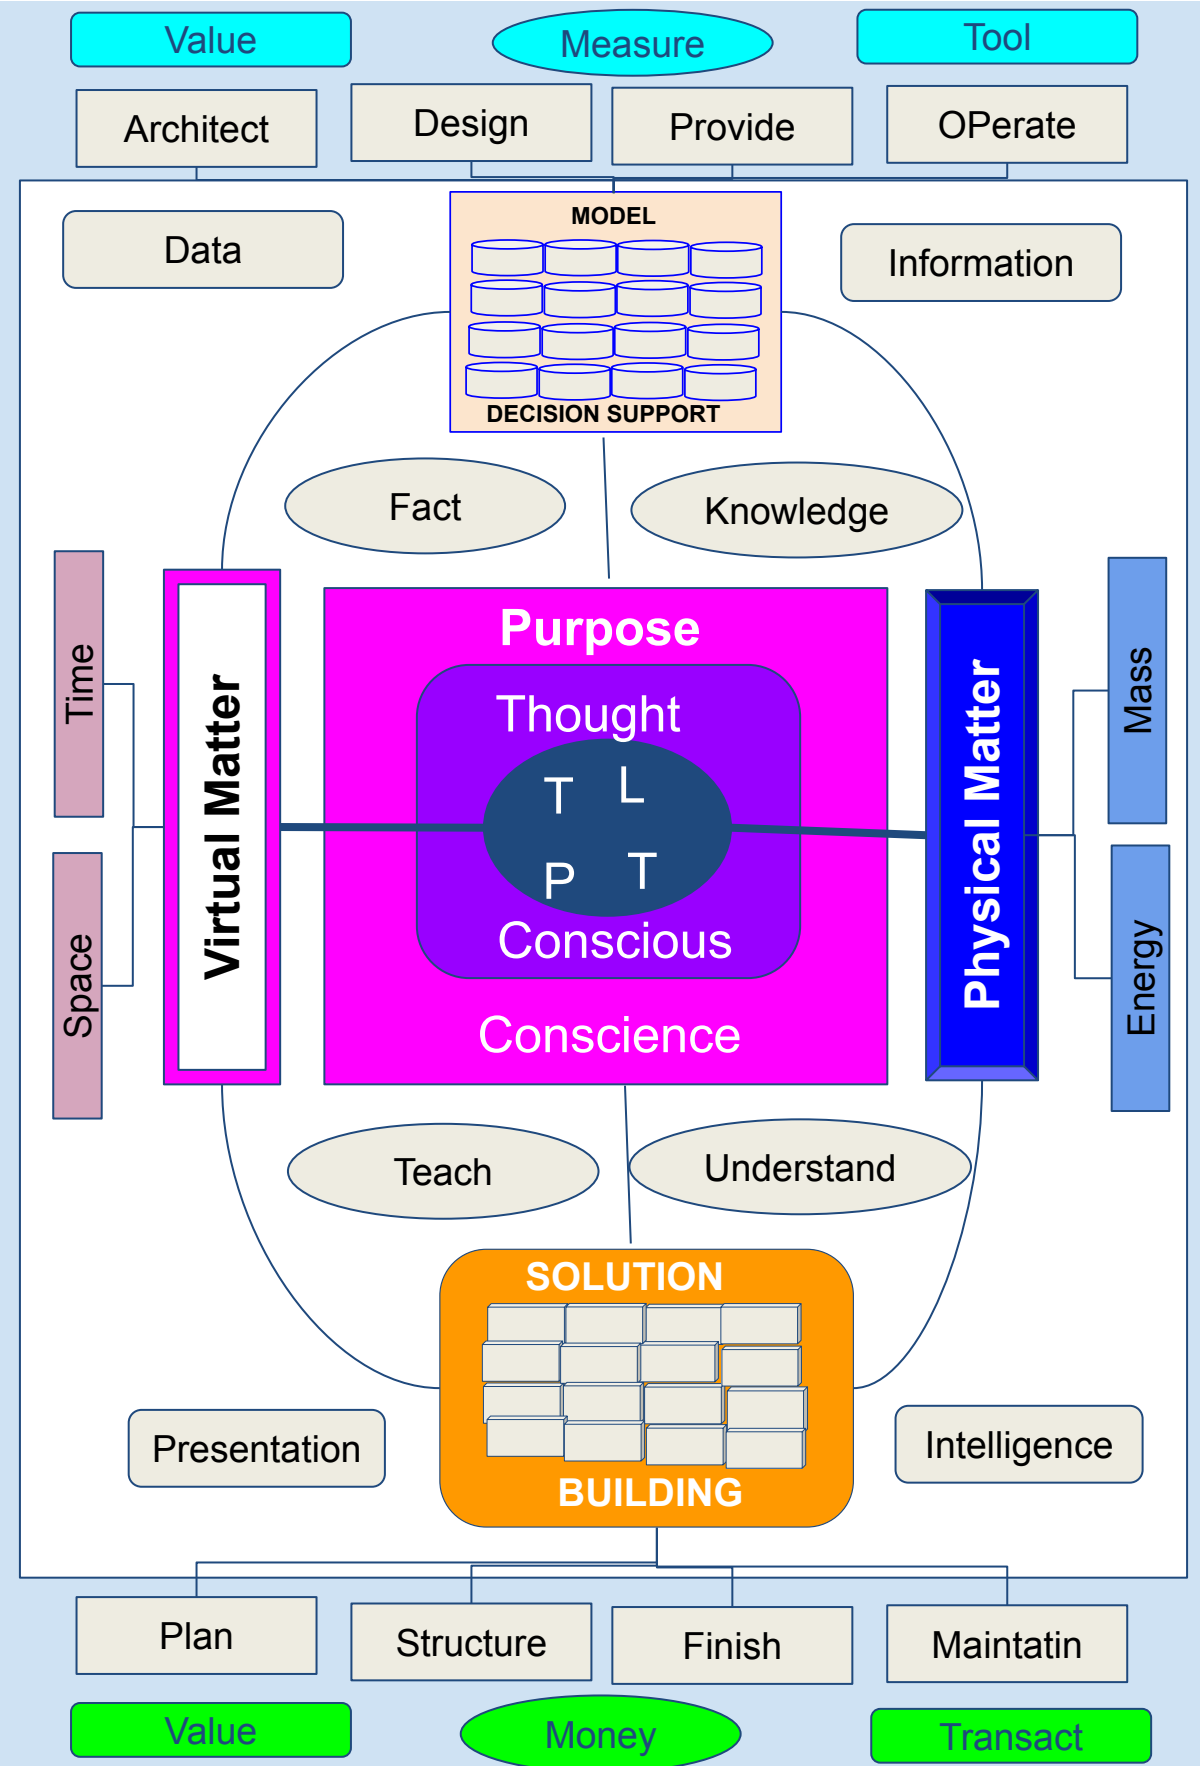 Value
Measure
Tool
Architect
Design
Provide
OPerate
MODEL
Data
Information
DECISION SUPPORT
Fact
Knowledge
Time
Space
Virtual Matter
Purpose
Thought
T L
P T
Conscious
Conscience
Physical Matter
Mass
Energy
Teach
Understand
SOLUTION
BUILDING
Presentation
Intelligence
Plan
Structure
Finish
Maintatin
Value
Money
Transact